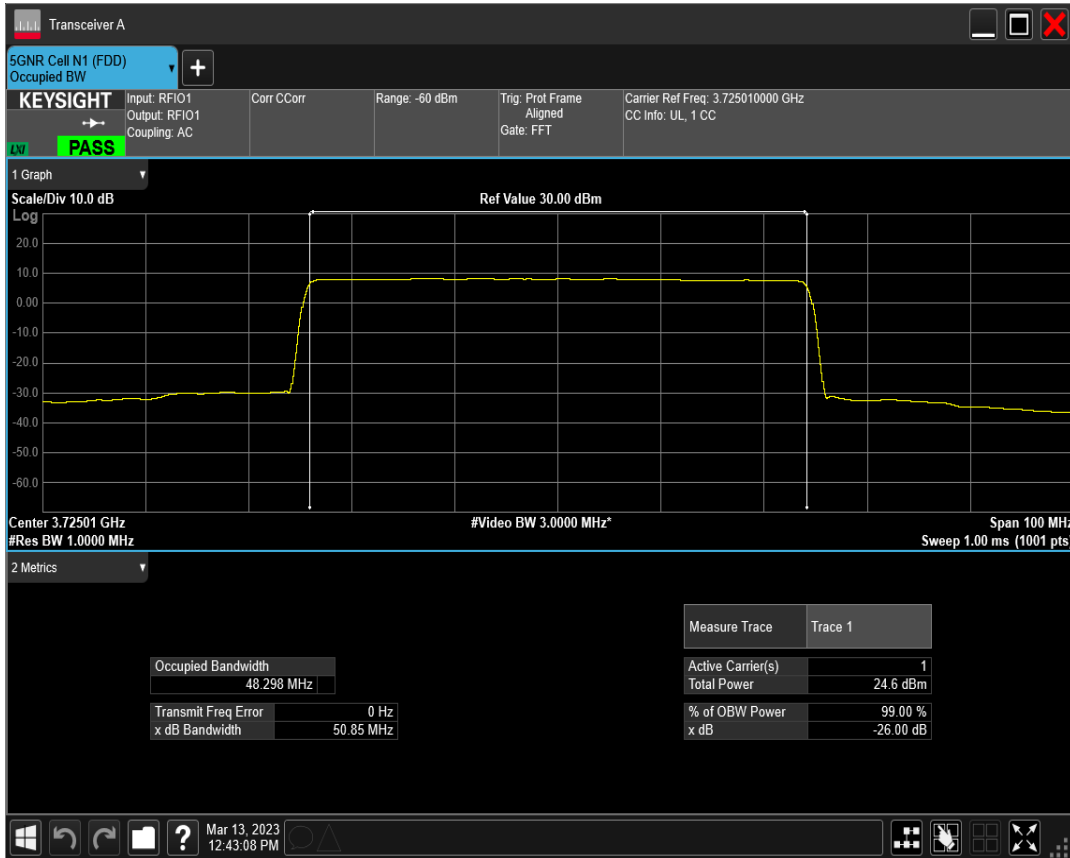 Transceiver A
5GNR Cell N1 (FDD)
Occupied BW
+
KEYSIGHT
LXI
PASS
Input: RFIO1
Output: RFIO1
Coupling: AC
Corr CCorr
Range: -60 dBm
Trig: Prot Frame
Aligned
Gate: FFT
Carrier Ref Freq: 3.725010000 GHz
CC Info: UL, 1 CC
1 Graph
Scale/Div 10.0 dB
Ref Value 30.00 dBm
Log
20.0
10.0
0.00
-10.0
-20.0
-30.0
-40.0
-50.0
-60.0
Center 3.72501 GHz
#Video BW 3.0000 MHz*
Span 100 MHz
#Res BW 1.0000 MHz
Sweep 1.00 ms (1001 pts)
2 Metrics
Measure Trace Trace 1
Occupied Bandwidth
48.298 MHz
Transmit Freq Error 0 Hz
x dB Bandwidth 50.85 MHz
Active Carrier(s) 1
Total Power 24.6 dBm
% of OBW Power 99.00 %
x dB -26.00 dB
?
Mar 13, 2023
12:43:08 PM